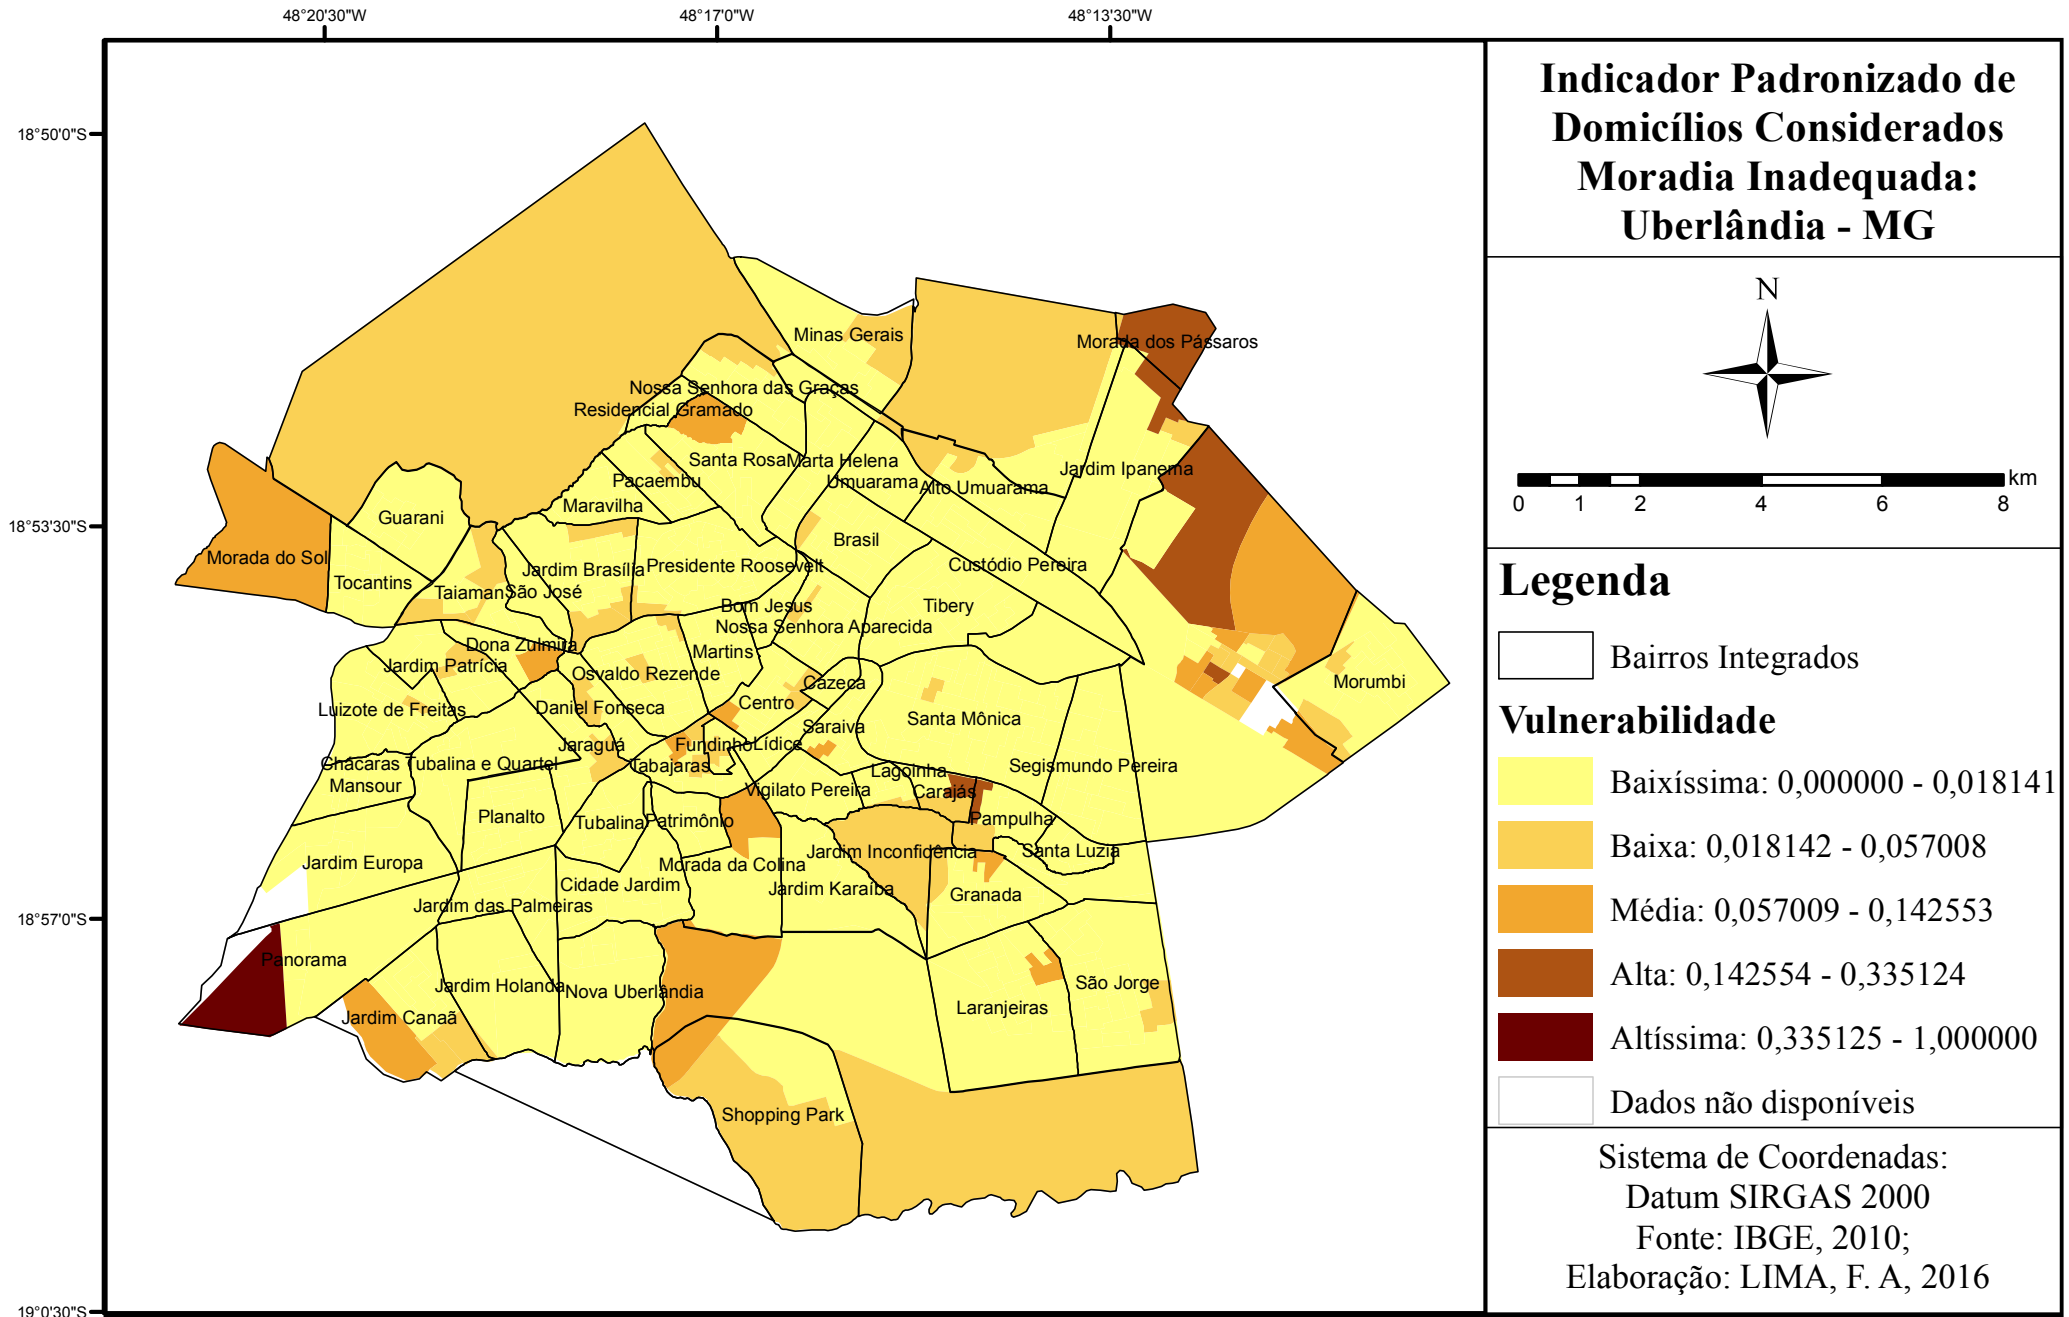 48°20'30"W
48°17'0"W
48°13'30"W
18°50'0"S
18°53'30"S
18°57'0"S
19°0'30"S
Minas Gerais
Morada dos Pássaros
Nossa Senhora das Graças
Residencial Gramado
Santa Rosa
Marta Helena
Jardim Ipanema
Pacaembu
Umuarama
Alto Umuarama
Maravilha
Guarani
Brasil
Morada do Sol
Jardim Brasília
Presidente Roosevelt
Custódio Pereira
Tocantins
Taiaman
São José
Bom Jesus
Tibery
Nossa Senhora Aparecida
Dona Zulmira
Martins
Jardim Patrícia
Osvaldo Rezende
Cazeca
Morumbi
Luizote de Freitas
Daniel Fonseca
Centro
Saraiva
Santa Mônica
Jaraguá
Fundinho
Lídice
Chácaras Tubalina e Quartel
Tabajaras
Lagoinha
Segismundo Pereira
Mansour
Vigilato Pereira
Carajás
Planalto
Tubalina
Patrimônio
Pampulha
Jardim Europa
Morada da Colina
Jardim Inconfidência
Santa Luzia
Cidade Jardim
Jardim Karaíba
Granada
Jardim das Palmeiras
Panorama
Jardim Holanda
Nova Uberlândia
São Jorge
Jardim Canaã
Laranjeiras
Shopping Park
Indicador Padronizado de
Domicílios Considerados
Moradia Inadequada:
Uberlândia - MG
N
km
0 1 2 4 6 8
Legenda
Bairros Integrados
Vulnerabilidade
Baixíssima: 0,000000 - 0,018141
Baixa: 0,018142 - 0,057008
Média: 0,057009 - 0,142553
Alta: 0,142554 - 0,335124
Altíssima: 0,335125 - 1,000000
Dados não disponíveis
Sistema de Coordenadas:
Datum SIRGAS 2000
Fonte: IBGE, 2010;
Elaboração: LIMA, F. A, 2016